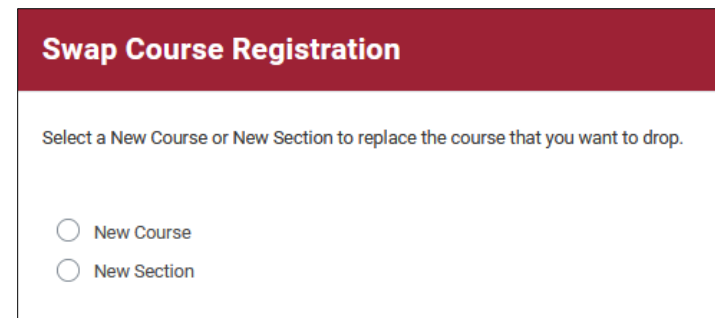 Swap Course Registration
Select a New Course or New Section to replace the course that you want to drop.
New Course
New Section